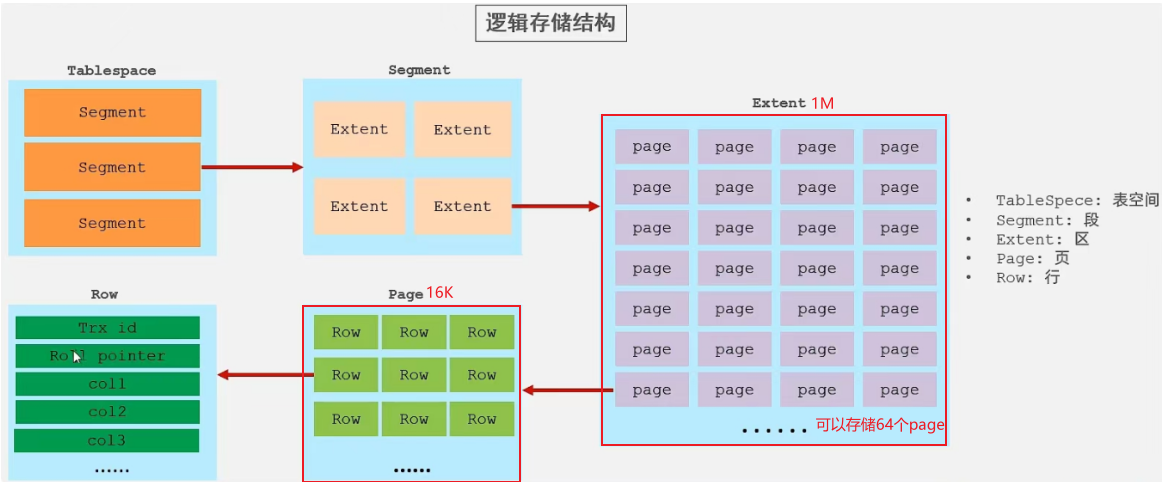 逻辑存储结构
Tablespace
Segment
Segment
Segment
Segment
Extent Extent
Extent Extent
Extent 1M
page page page page
page page page page
page page page page
page page page page
page page page page
page page page page
page page page page
...... 可以存储64个page
• TableSpece: 表空间
• Segment: 段
• Extent: 区
• Page: 页
• Row: 行
Row
Trx id
Roll pointer
col1
col2
col3
......
Page 16K
Row Row Row
Row Row Row
Row Row Row
......